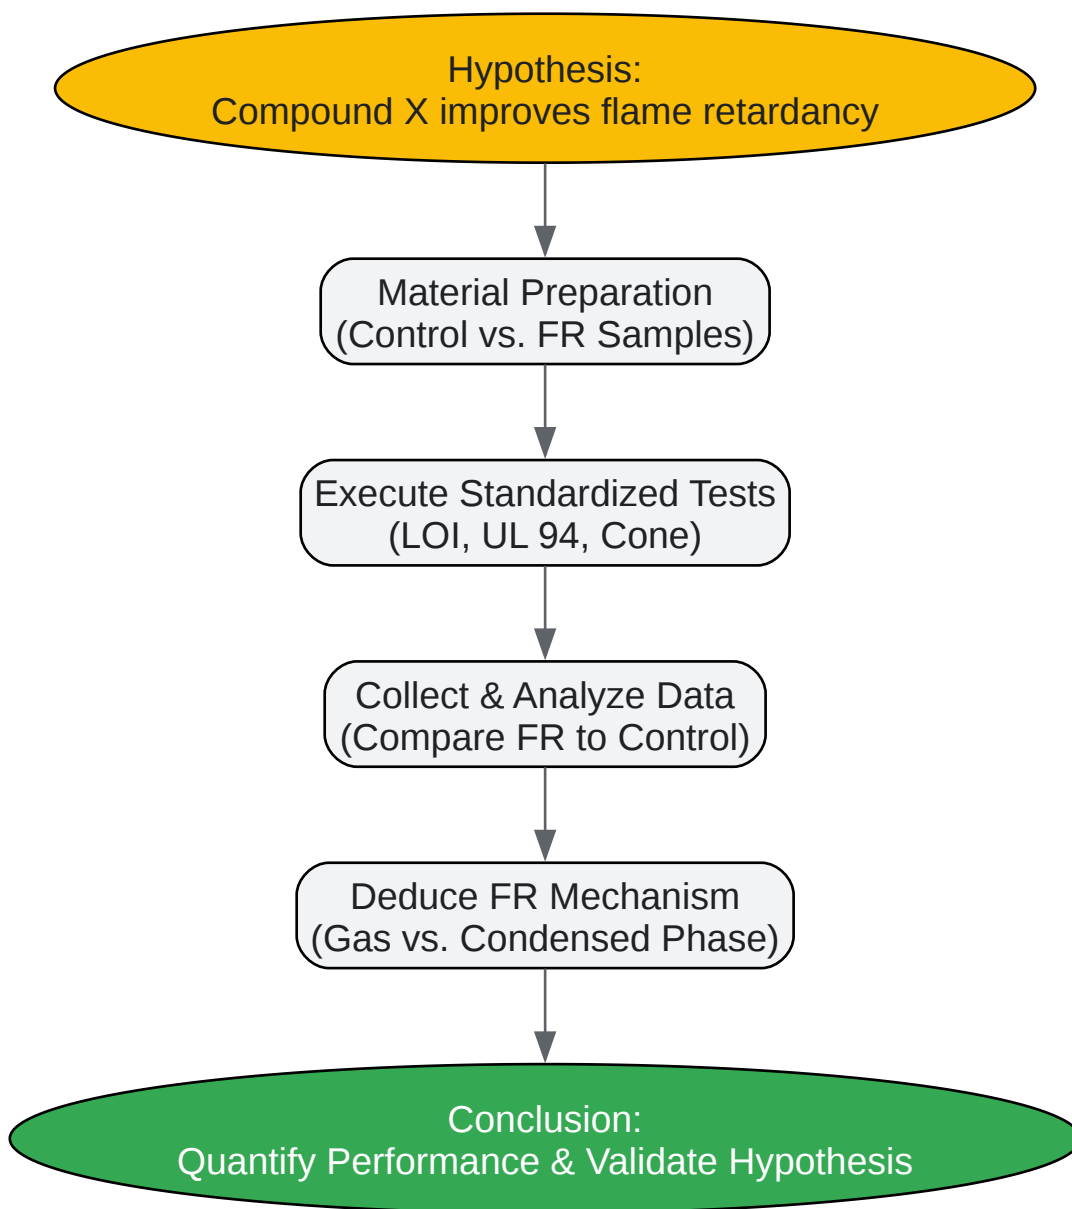 Hypothesis:
Compound X improves flame retardancy
Material Preparation
(Control vs. FR Samples)
Execute Standardized Tests
(LOI, UL 94, Cone)
Collect & Analyze Data
(Compare FR to Control)
Deduce FR Mechanism
(Gas vs. Condensed Phase)
Conclusion:
Quantify Performance & Validate Hypothesis